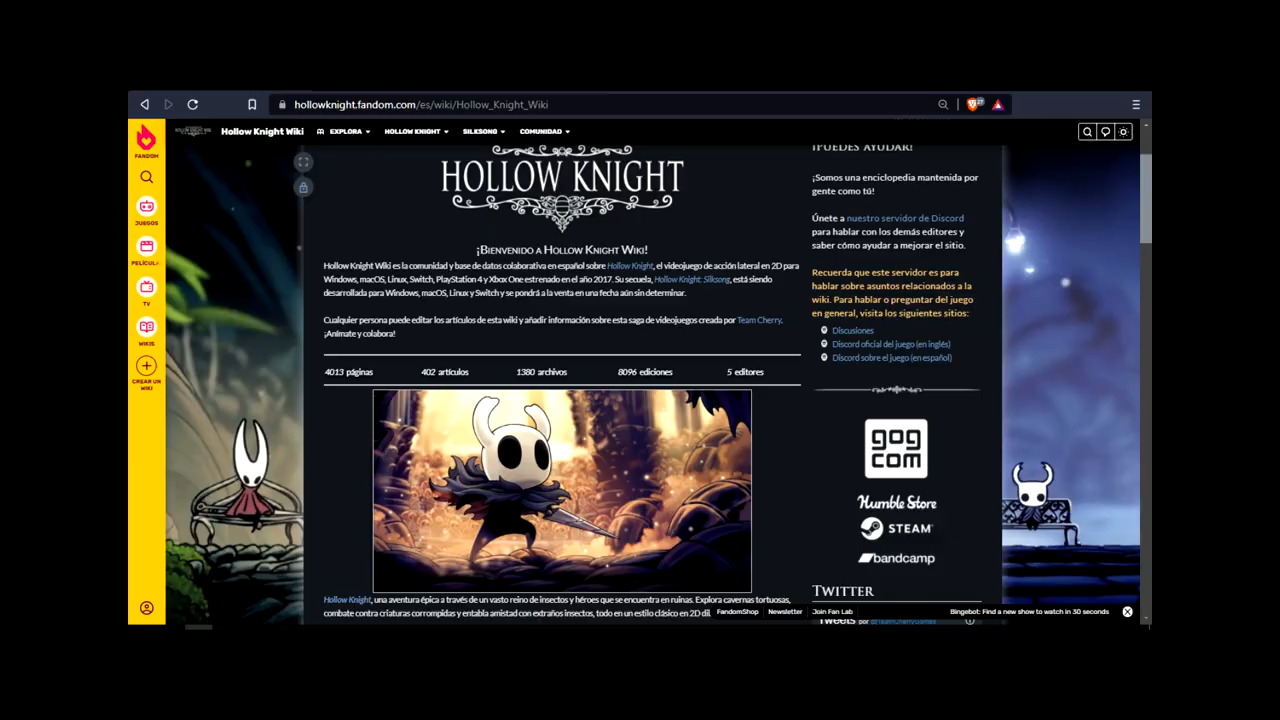 hollowknight.fandom.com/es/wiki/Hollow_Knight_Wiki
27
Hollow Knight Wiki
EXPLORA
HOLLOW KNIGHT
SILKSONG
COMUNIDAD
FANDOM
JUEGOS
PELÍCULA
TV
WIKIS
CREAR UN
WIKI
HOLLOW KNIGHT
¡Bienvenido a Hollow Knight Wiki!
Hollow Knight Wiki es la comunidad y base de datos colaborativa en español sobre Hollow Knight, el videojuego de acción lateral en 2D para
Windows, macOS, Linux, Switch, PlayStation 4 y Xbox One estrenado en el año 2017. Su secuela, Hollow Knight: Silksong, está siendo
desarrollada para Windows, macOS, Linux y Switch y se pondrá a la venta en una fecha aún sin determinar.
Cualquier persona puede editar los artículos de esta wiki y añadir información sobre esta saga de videojuegos creada por Team Cherry.
¡Anímate y colabora!
4013 páginas 402 artículos 1380 archivos 8096 ediciones 5 editores
Hollow Knight, una aventura épica a través de un vasto reino de insectos y héroes que se encuentra en ruinas. Explora cavernas tortuosas,
combate contra criaturas corrompidas y entabla amistad con extraños insectos, todo en un estilo clásico en 2D di
¡PUEDES AYUDAR!
¡Somos una enciclopedia mantenida por
gente como tú!
Únete a nuestro servidor de Discord
para hablar con los demás editores y
saber cómo ayudar a mejorar el sitio.
Recuerda que este servidor es para
hablar sobre asuntos relacionados a la
wiki. Para hablar o preguntar del juego
en general, visita los siguientes sitios:
Discusiones
Discord oficial del juego (en inglés)
Discord sobre el juego (en español)
gog
com
Humble Store
STEAM
bandcamp
Twitter
Tweets por @TeamCherryGames
FandomShop
Newsletter
Join Fan Lab
Bingebot: Find a new show to watch in 30 seconds